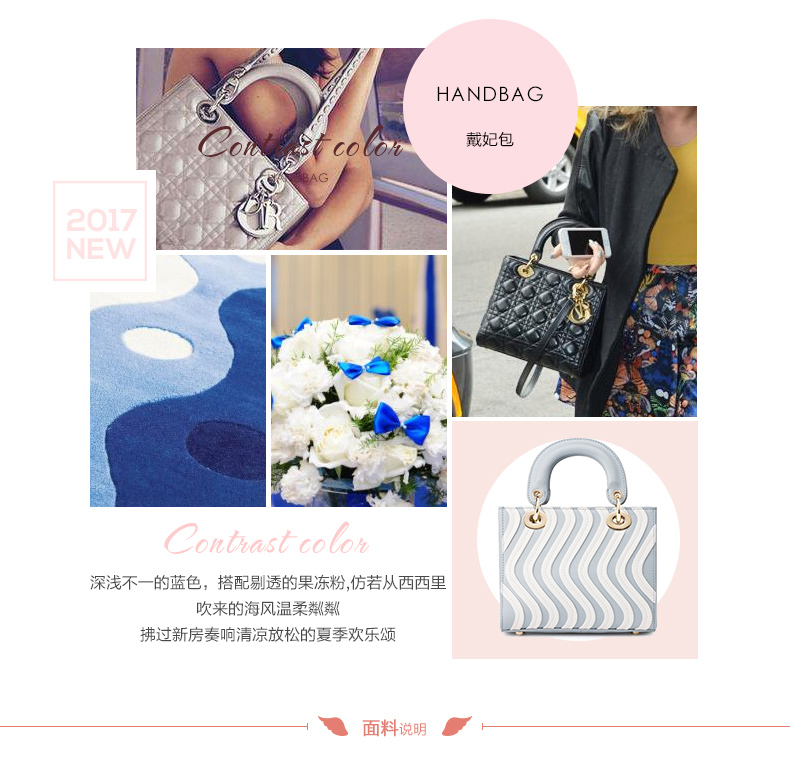 HANDBAG
戴妃包
Contrast color
HANDBAG
2017
NEW
Contrast color
深浅不一的蓝色，搭配剔透的果冻粉,仿若从西西里
吹来的海风温柔粼粼
拂过新房奏响清凉放松的夏季欢乐颂
面料说明